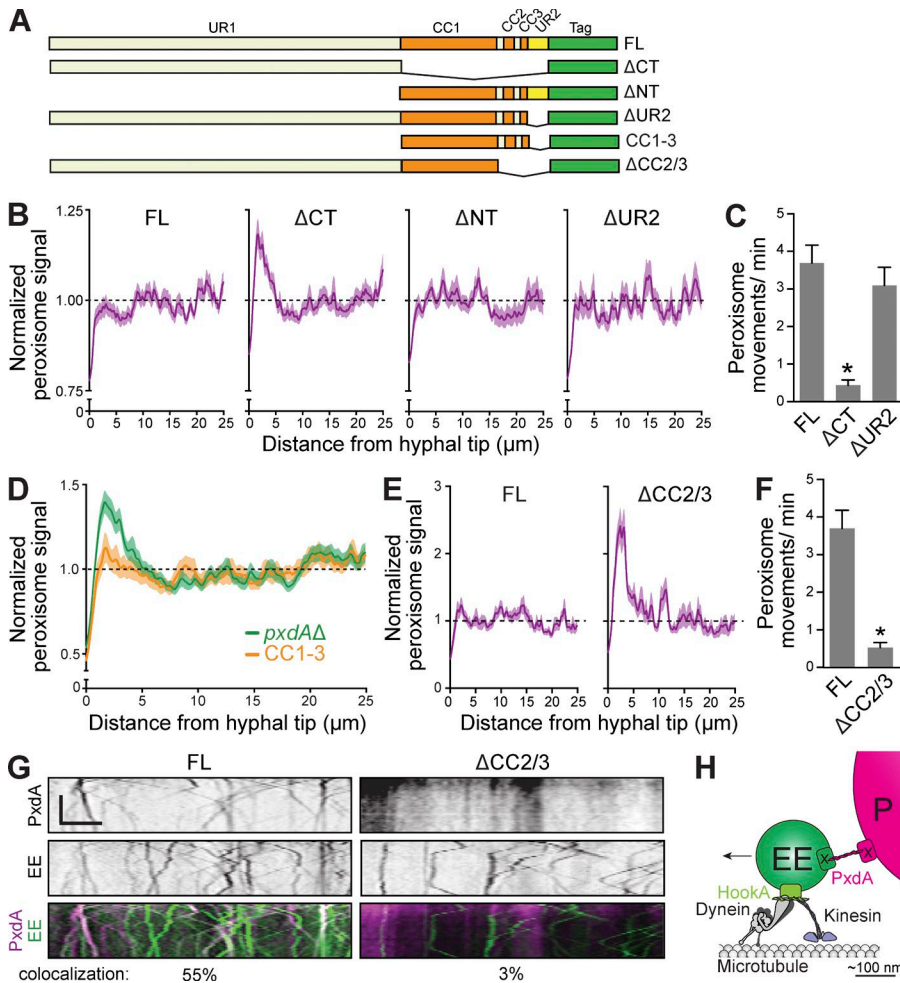 A
UR1
CC1
CC2
CC3
UR2
Tag
FL
ΔCT
ΔNT
ΔUR2
CC1-3
ΔCC2/3
B
FL
ΔCT
ΔNT
ΔUR2
Normalized
peroxisome signal
1.25
1.00
0.75
0
0 5 10 15 20 25
0 5 10 15 20 25
0 5 10 15 20 25
0 5 10 15 20 25
Distance from hyphal tip (µm)
C
Peroxisome
movements/ min
5
4
3
2
1
0
*
FL
ΔCT
ΔUR2
D
Normalized
peroxisome signal
1.5
1.0
0.5
0
pxdAΔ
CC1-3
0 5 10 15 20 25
Distance from hyphal tip (µm)
E
FL
ΔCC2/3
Normalized
peroxisome signal
3
2
1
0
0 5 10 15 20 25
0 5 10 15 20 25
Distance from hyphal tip (µm)
F
Peroxisome
movements/ min
5
4
3
2
1
0
*
FL
ΔCC2/3
G
FL
ΔCC2/3
PxdA
EE
PxdA
EE
colocalization: 55% 3%
H
P
EE
X
X
PxdA
HookA
Dynein
Kinesin
Microtubule
~100 nm